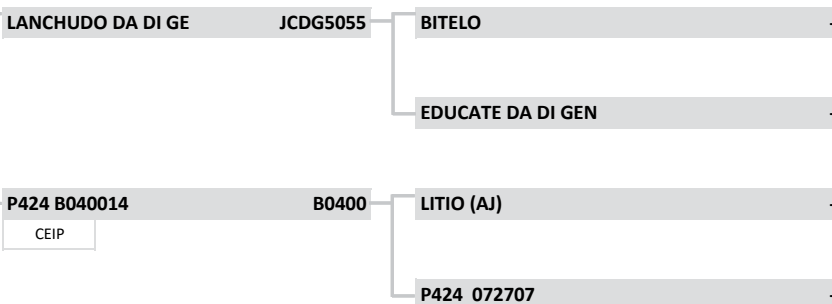 LANCHUDO DA DI GE JCDG5055 BITELO -
EDUCATE DA DI GEN -
P424 B040014 B0400 LITIO (AJ) -
CEIP
P424 072707 -